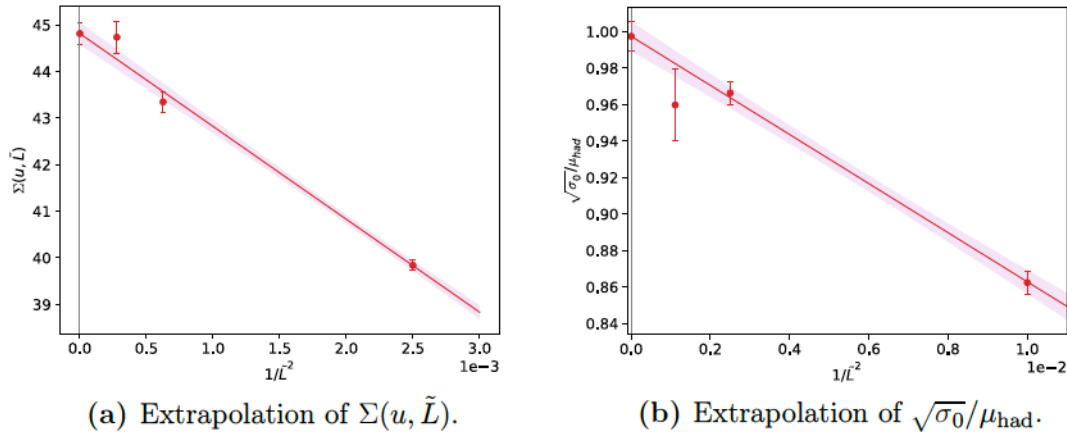 45
44
43
42
41
40
39
Σ(u, L̃)
0.0 0.5 1.0 1.5 2.0 2.5 3.0
1e−3
1/L̃²
(a) Extrapolation of Σ(u, L̃).
1.00
0.98
0.96
0.94
0.92
0.90
0.88
0.86
0.84
√σ₀/μhad
0.0 0.2 0.4 0.6 0.8 1.0
1e−2
1/L̃²
(b) Extrapolation of √σ₀/μhad.